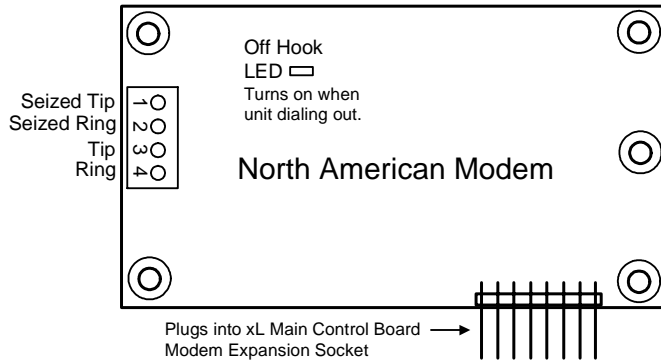 Off Hook
LED
Turns on when
unit dialing out.
Seized Tip 1
Seized Ring 2
Tip 3
Ring 4
North American Modem
Plugs into xL Main Control Board
Modem Expansion Socket